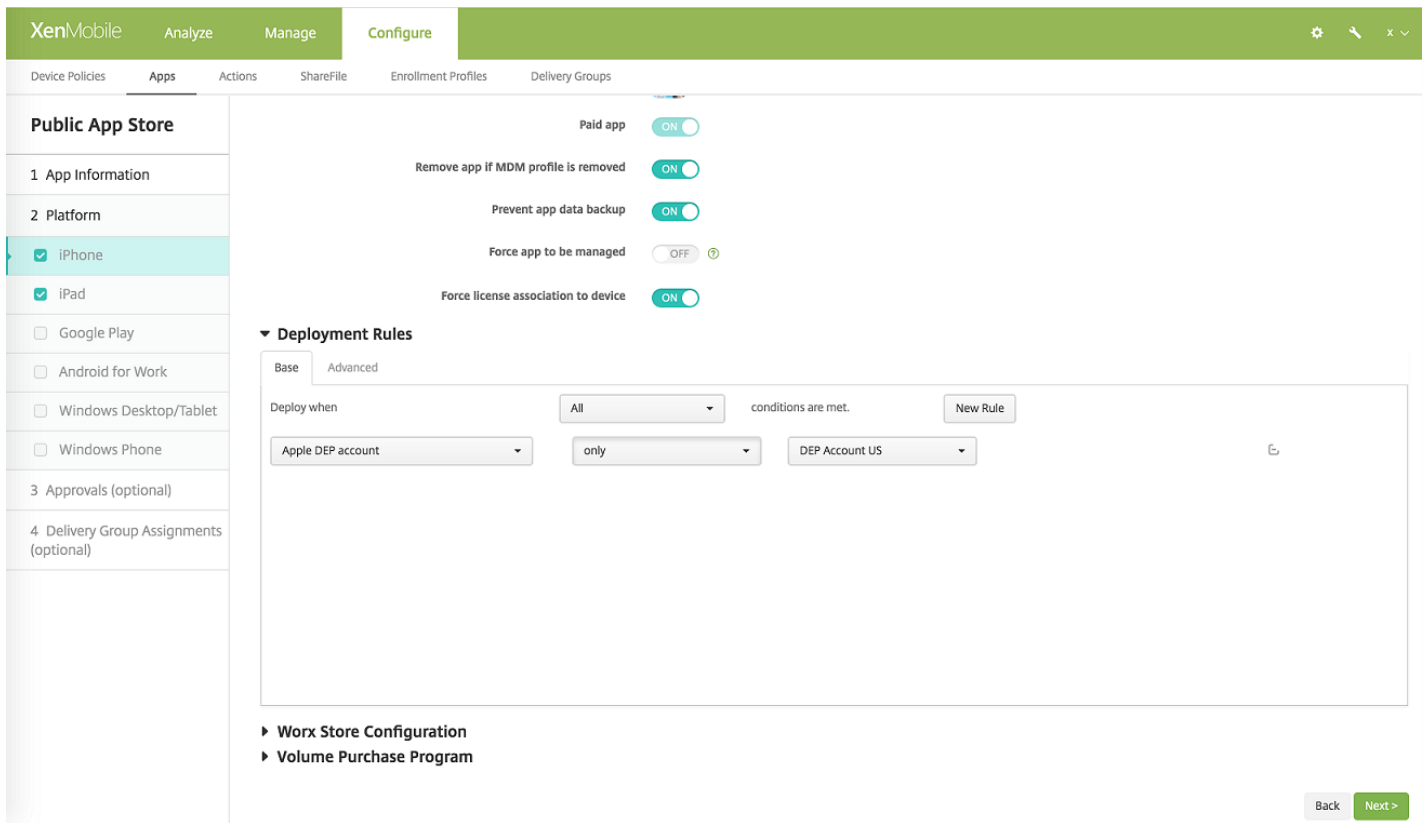 XenMobile Analyze Manage Configure x
Device Policies Apps Actions ShareFile Enrollment Profiles Delivery Groups
Public App Store
1 App Information
2 Platform
iPhone
iPad
Google Play
Android for Work
Windows Desktop/Tablet
Windows Phone
3 Approvals (optional)
4 Delivery Group Assignments
(optional)
Paid app ON
Remove app if MDM profile is removed ON
Prevent app data backup ON
Force app to be managed OFF ?
Force license association to device ON
Deployment Rules
Base Advanced
Deploy when All conditions are met. New Rule
Apple DEP account only DEP Account US
Worx Store Configuration
Volume Purchase Program
Back Next >